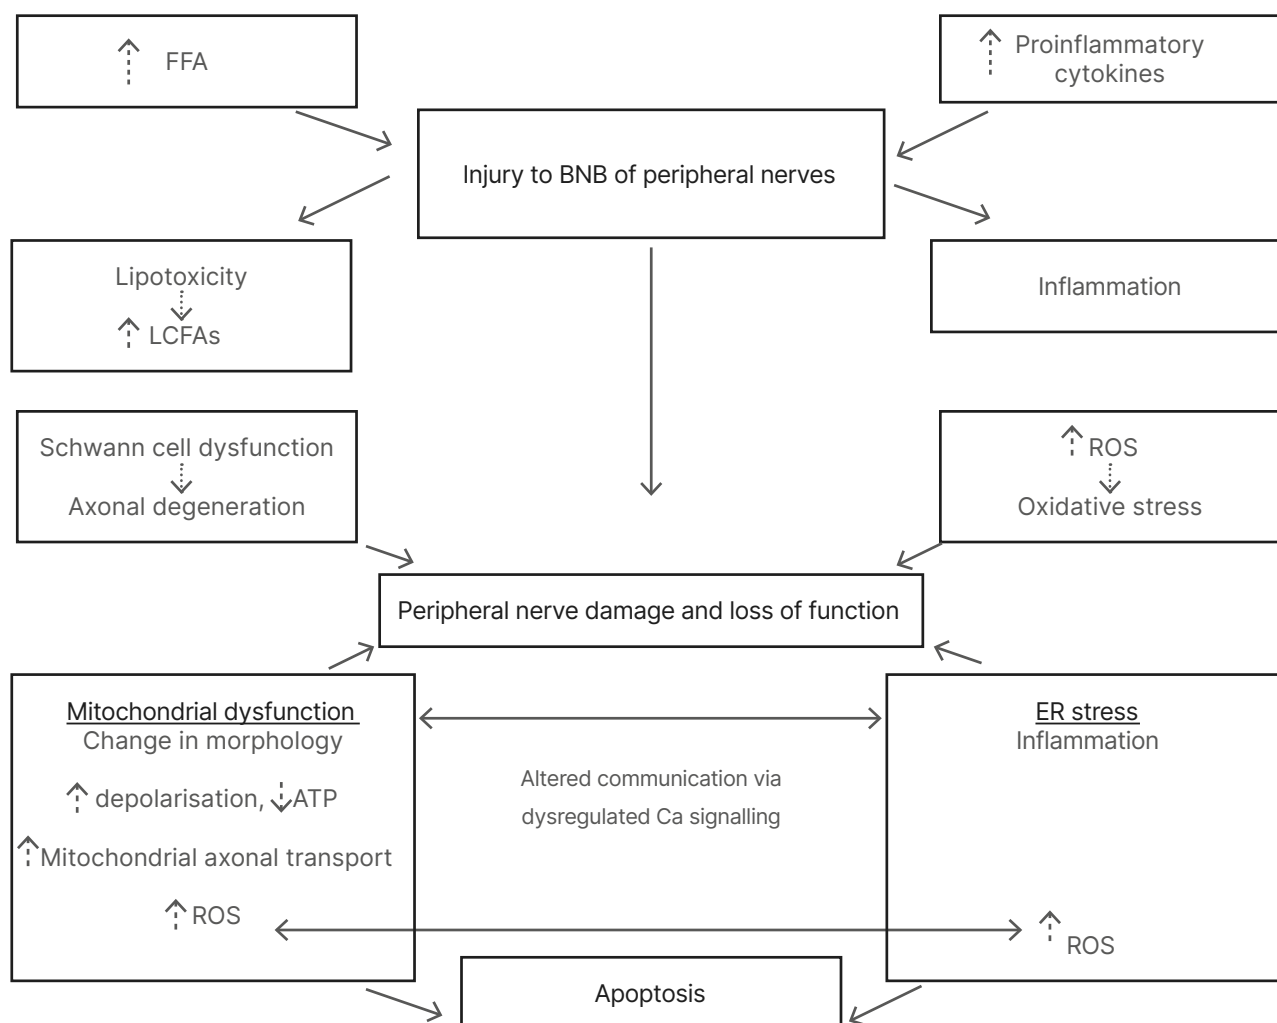 FFA
Proinflammatory
cytokines
Injury to BNB of peripheral nerves
Lipotoxicity
LCFAs
Inflammation
Schwann cell dysfunction
Axonal degeneration
ROS
Oxidative stress
Peripheral nerve damage and loss of function
Mitochondrial dysfunction
Change in morphology
depolarisation, ATP
Mitochondrial axonal transport
ROS
Altered communication via
dysregulated Ca signalling
ER stress
Inflammation
ROS
Apoptosis